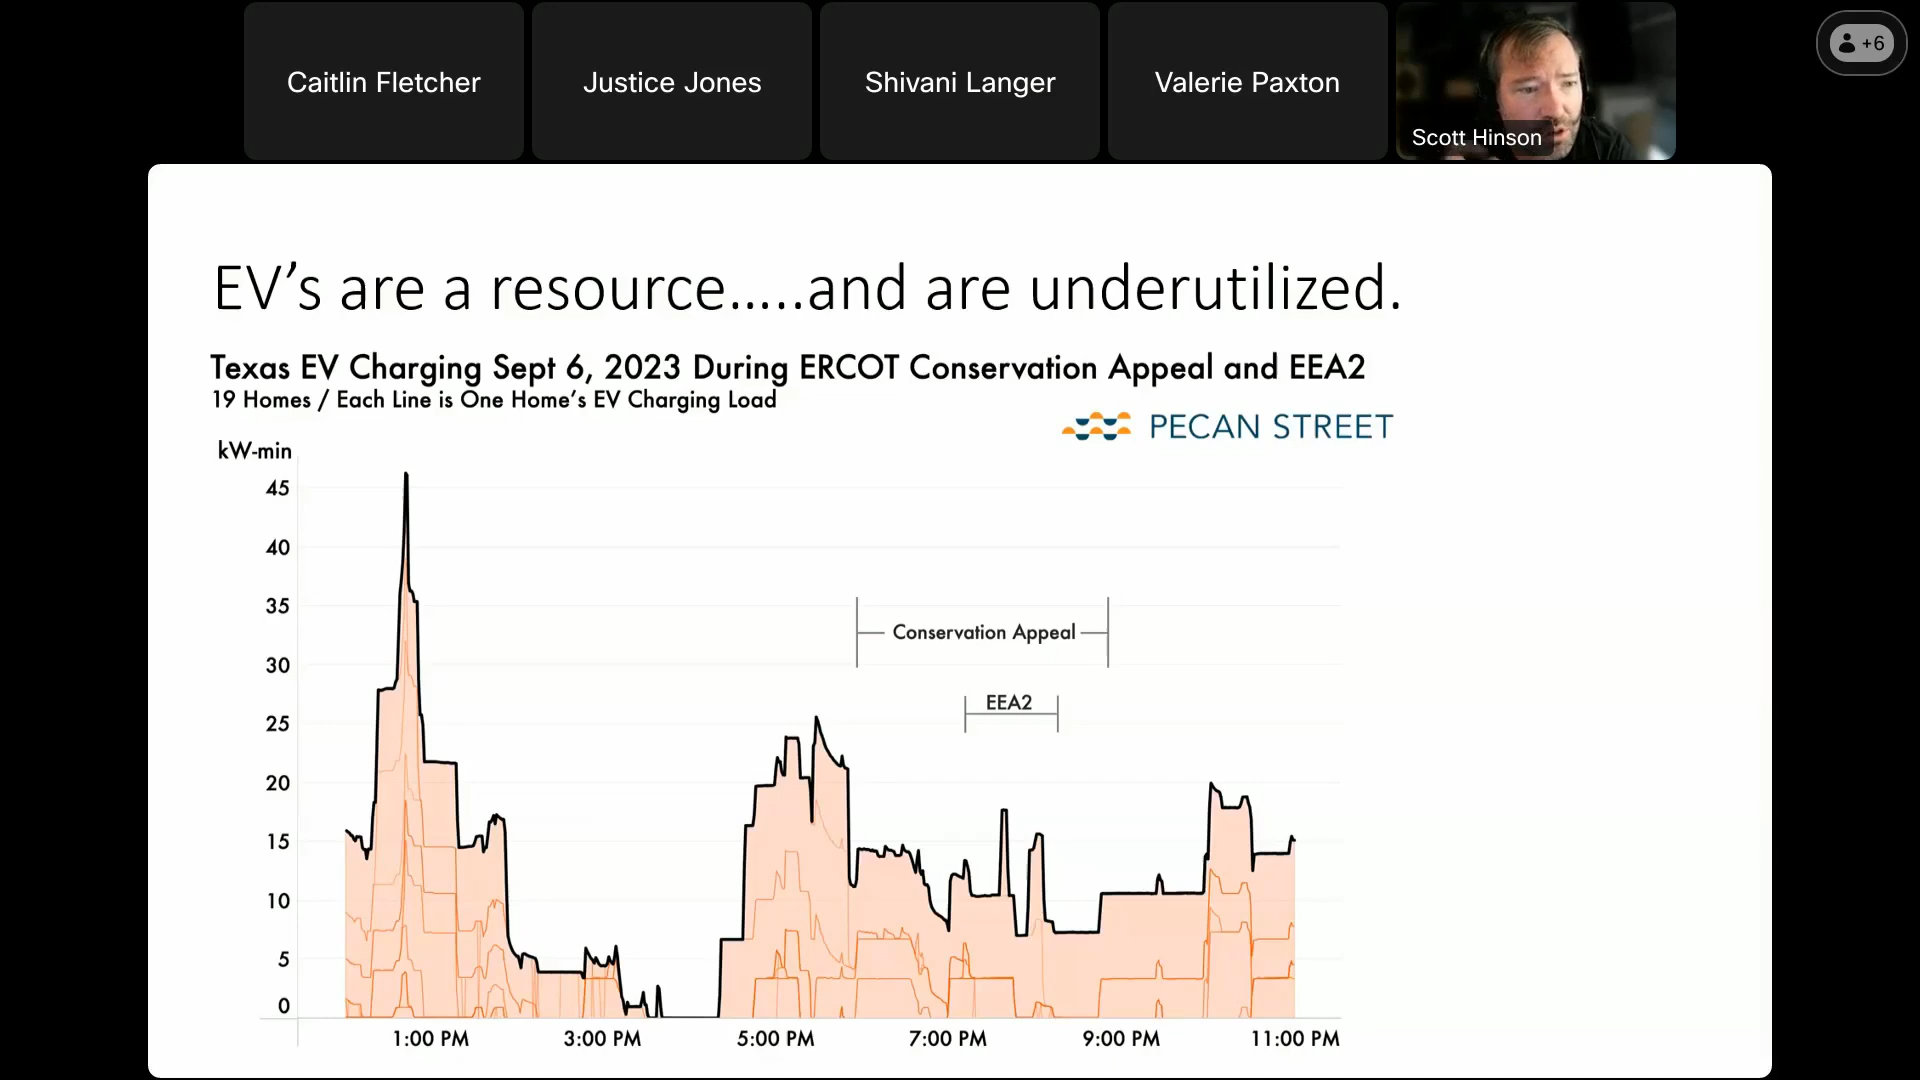 Caitlin Fletcher
Justice Jones
Shivani Langer
Valerie Paxton
Scott Hinson
+6
EV’s are a resource.....and are underutilized.
Texas EV Charging Sept 6, 2023 During ERCOT Conservation Appeal and EEA2
19 Homes / Each Line is One Home’s EV Charging Load
PECAN STREET
kW-min
45
40
35
30
25
20
15
10
5
0
Conservation Appeal
EEA2
1:00 PM
3:00 PM
5:00 PM
7:00 PM
9:00 PM
11:00 PM